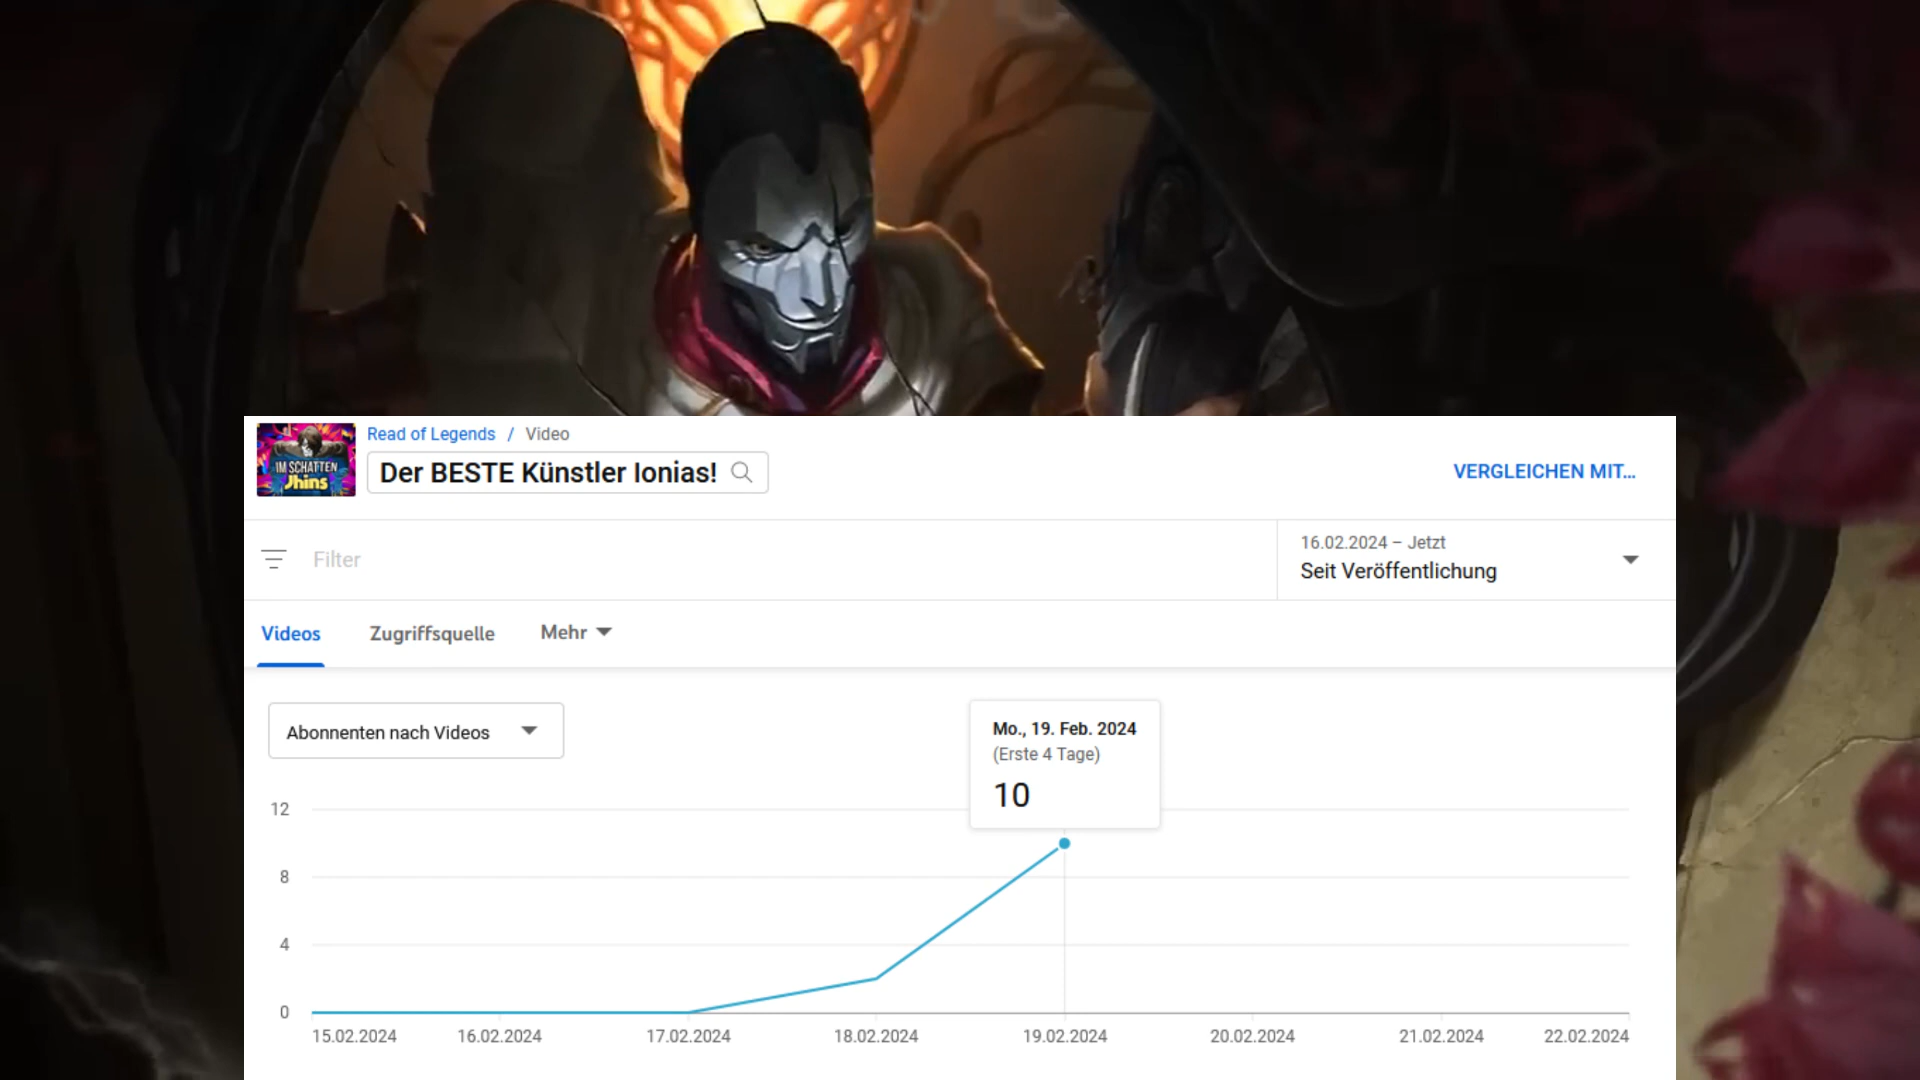 Read of Legends / Video
IM SCHATTEN
Jhins
Der BESTE Künstler Ionias!
VERGLEICHEN MIT...
Filter
16.02.2024 – Jetzt
Seit Veröffentlichung
Videos
Zugriffsquelle
Mehr
Abonnenten nach Videos
Mo., 19. Feb. 2024
(Erste 4 Tage)
10
12
8
4
0
15.02.2024 16.02.2024 17.02.2024 18.02.2024 19.02.2024 20.02.2024 21.02.2024 22.02.2024